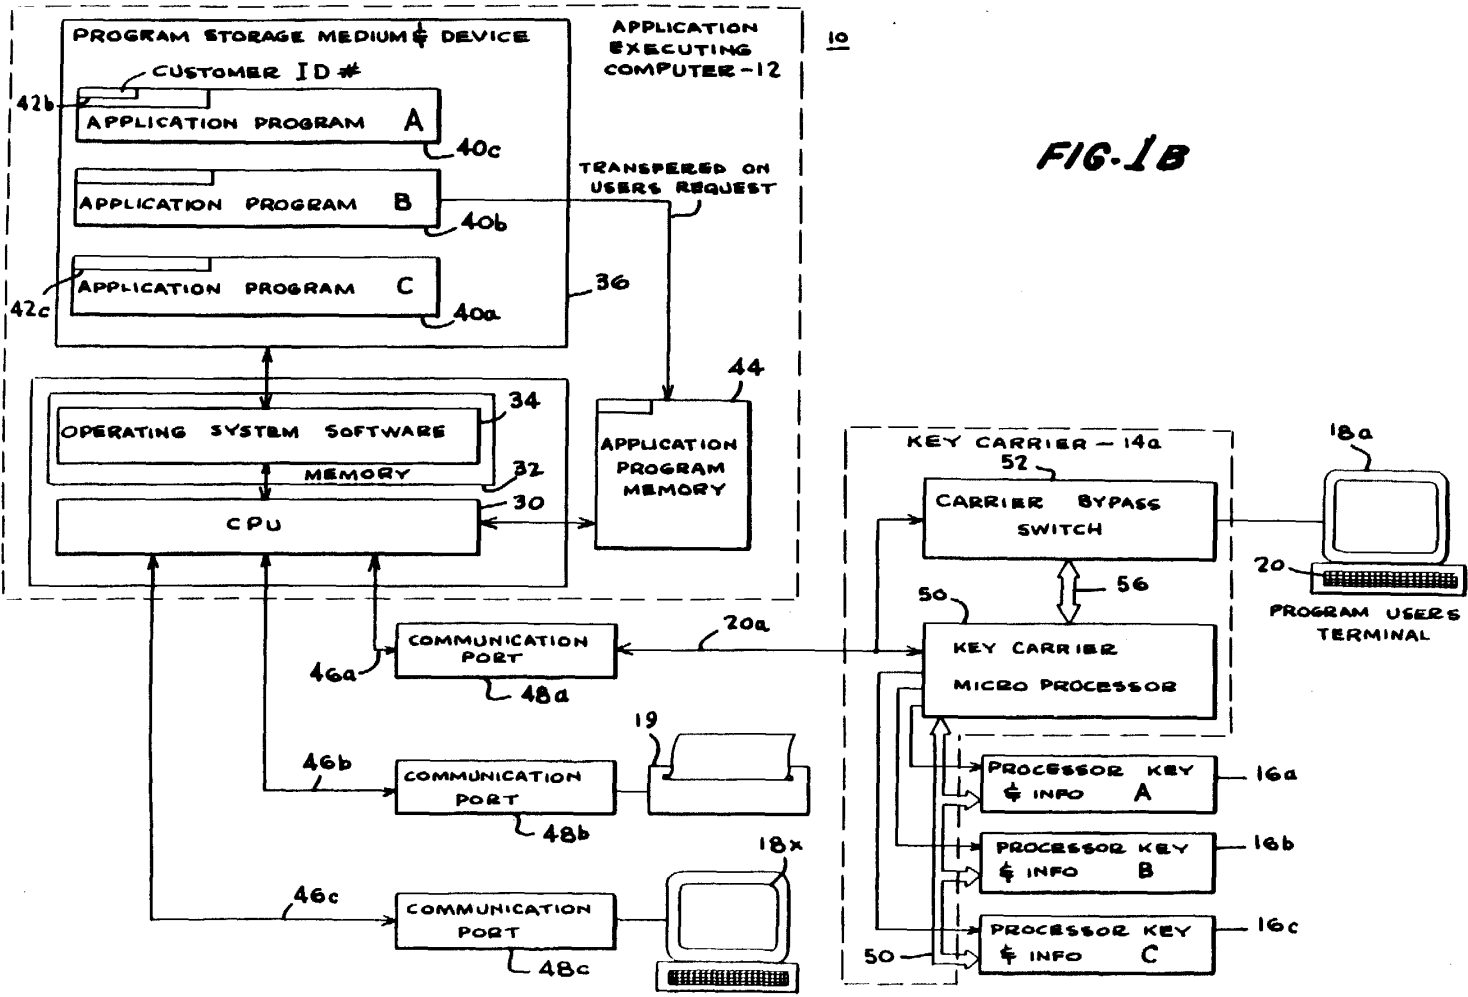 PROGRAM STORAGE MEDIUM & DEVICE
CUSTOMER ID #
42b
APPLICATION PROGRAM A
40c
APPLICATION PROGRAM B
40b
42c
APPLICATION PROGRAM C
40a
36
APPLICATION
EXECUTING
COMPUTER-12
10
FIG. 1B
TRANSFERED ON
USERS REQUEST
44
APPLICATION
PROGRAM
MEMORY
OPERATING SYSTEM SOFTWARE
34
MEMORY
32
CPU
30
46a
COMMUNICATION
PORT
48a
20a
46b
COMMUNICATION
PORT
48b
19
46c
COMMUNICATION
PORT
48c
18x
KEY CARRIER - 14a
52
CARRIER BYPASS
SWITCH
56
50
KEY CARRIER
MICRO PROCESSOR
18a
20
PROGRAM USERS
TERMINAL
PROCESSOR KEY
& INFO A
16a
PROCESSOR KEY
& INFO B
16b
PROCESSOR KEY
& INFO C
16c
50